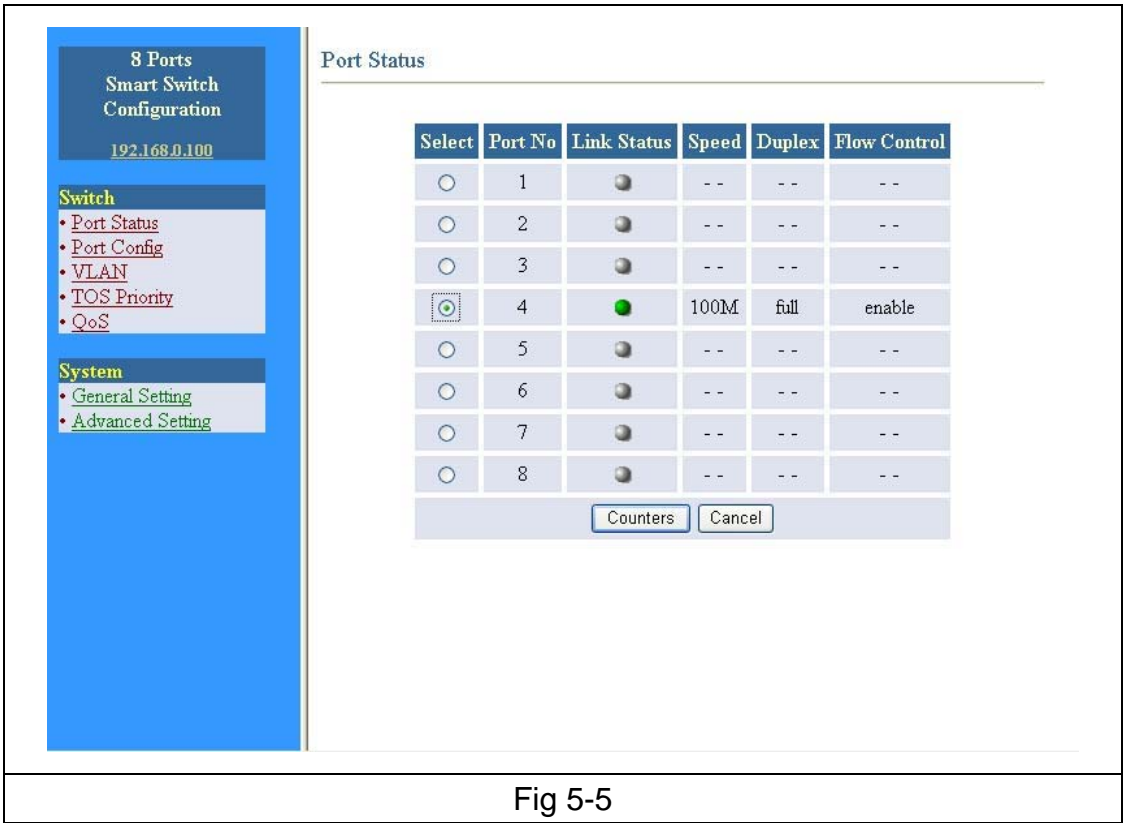 8 Ports
Smart Switch
Configuration
192.168.0.100
Switch
• Port Status
• Port Config
• VLAN
• TOS Priority
• QoS
System
• General Setting
• Advanced Setting
Port Status
Select Port No Link Status Speed Duplex Flow Control
1 - - - - - -
2 - - - - - -
3 - - - - - -
4 100M full enable
5 - - - - - -
6 - - - - - -
7 - - - - - -
8 - - - - - -
Counters Cancel
Fig 5-5